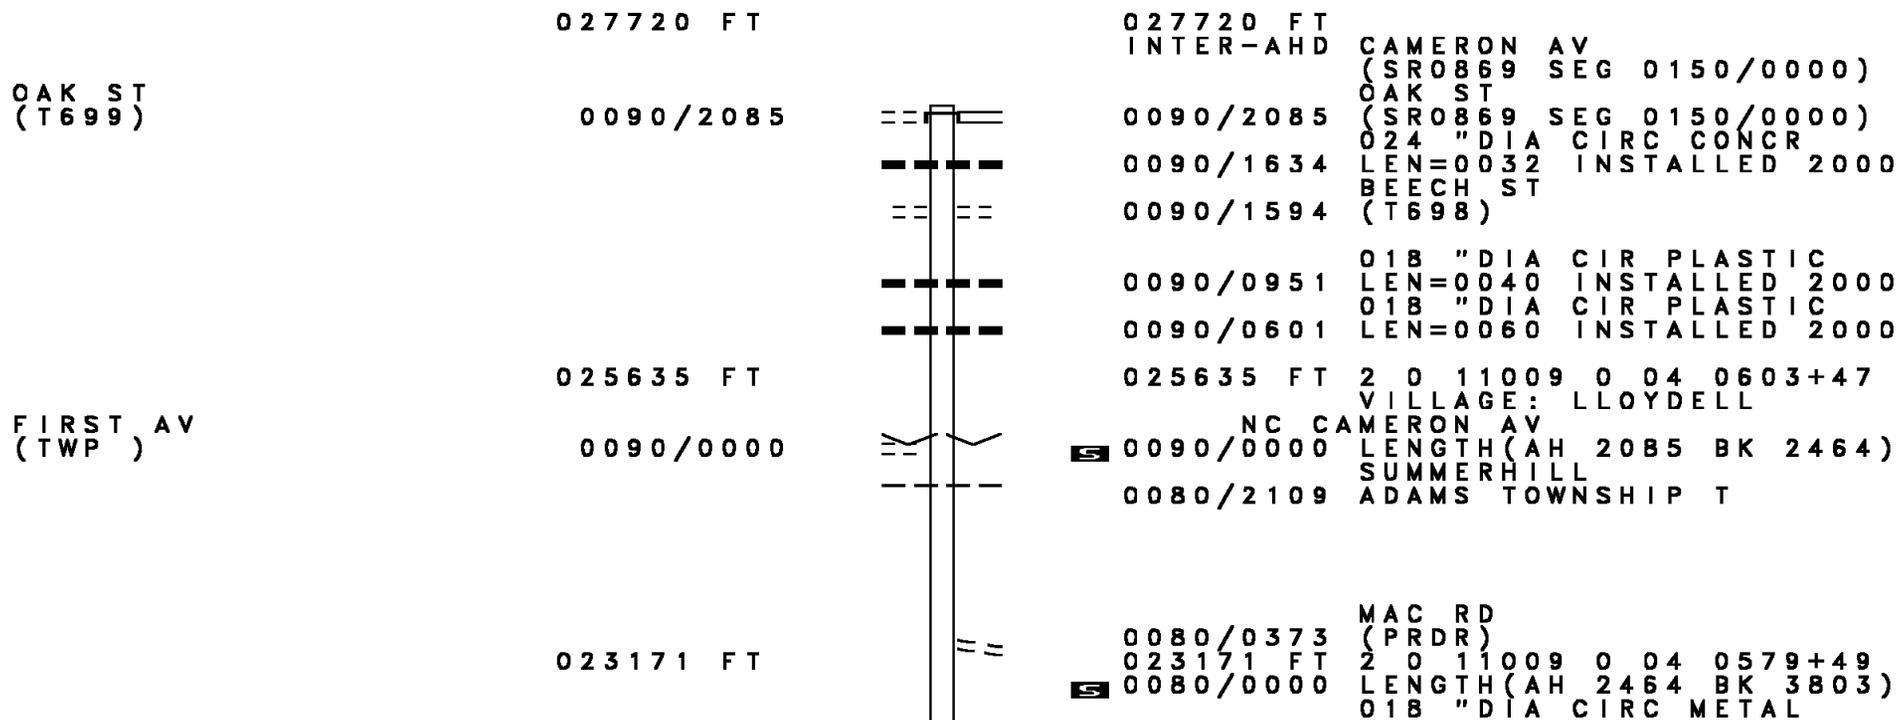 027720 FT 027720 FT
INTER-AHD CAMERON AV
(SR0869 SEG 0150/0000)
OAK ST OAK ST
(T699) 0090/2085 0090/2085 (SR0869 SEG 0150/0000)
024 "DIA CIRC CONCR
0090/1634 LEN=0032 INSTALLED 2000
BEECH ST
0090/1594 (T698)
018 "DIA CIR PLASTIC
0090/0951 LEN=0040 INSTALLED 2000
018 "DIA CIR PLASTIC
0090/0601 LEN=0060 INSTALLED 2000
025635 FT 025635 FT 2 0 11009 0 04 0603+47
VILLAGE: LLOYDELL
FIRST AV NC CAMERON AV
(TWP ) 0090/0000 S 0090/0000 LENGTH(AH 2085 BK 2464)
SUMMERHILL
0080/2109 ADAMS TOWNSHIP T
MAC RD
0080/0373 (PRDR)
023171 FT 023171 FT 2 0 11009 0 04 0579+49
S 0080/0000 LENGTH(AH 2464 BK 3803)
018 "DIA CIRC METAL